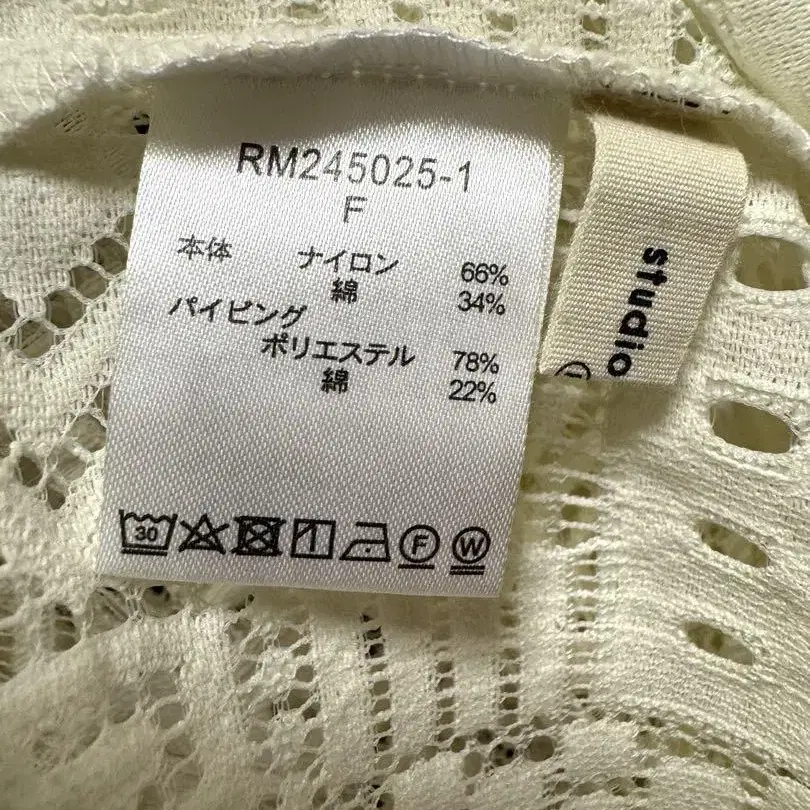 RM245025-1
F
本体 ナイロン 66%
綿 34%
パイピング
ポリエステル 78%
綿 22%
30
F
W
studio